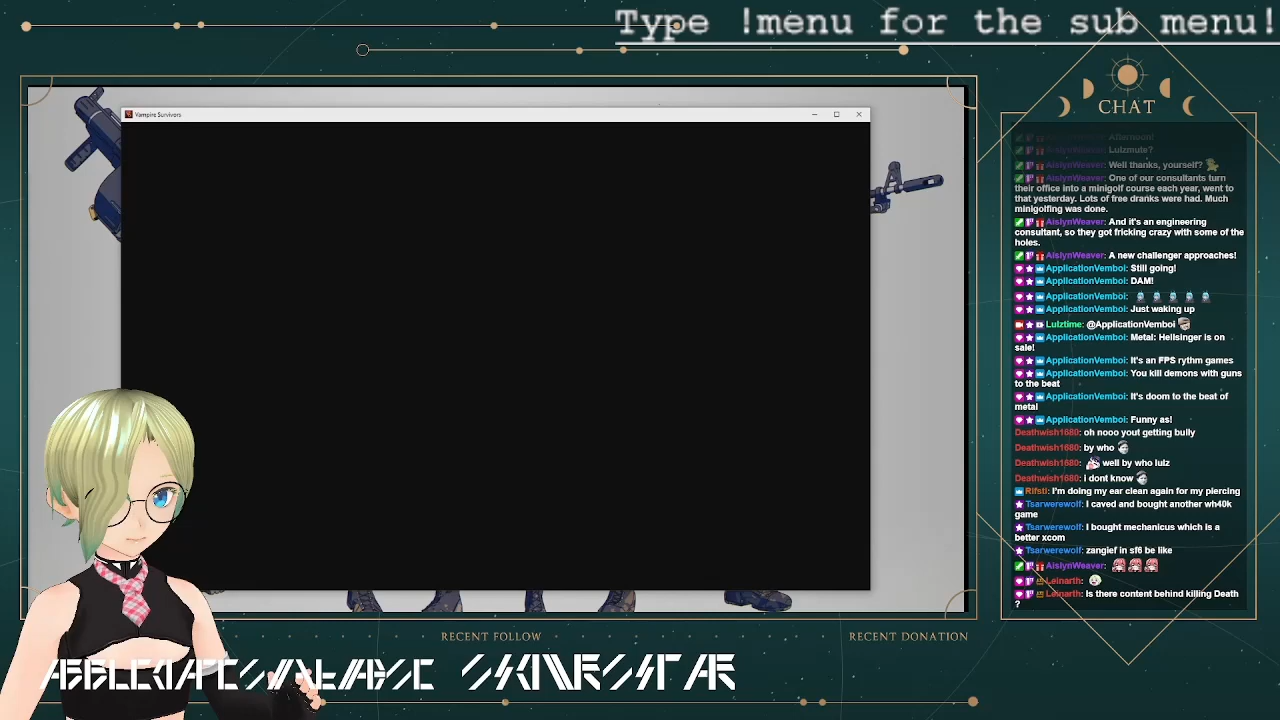 Type !menu for the sub menu!
CHAT
Vampire Survivors
AislynWeaver: Afternoon!
AislynWeaver: Lulzmute?
AislynWeaver: Well thanks, yourself?
AislynWeaver: One of our consultants turn
their office into a minigolf course each year, went to
that yesterday. Lots of free dranks were had. Much
minigolfing was done.
AislynWeaver: And it's an engineering
consultant, so they got fricking crazy with some of the
holes.
AislynWeaver: A new challenger approaches!
ApplicationVemboi: Still going!
ApplicationVemboi: DAM!
ApplicationVemboi:
ApplicationVemboi: Just waking up
Lulztime: @ApplicationVemboi
ApplicationVemboi: Metal: Hellsinger is on
sale!
ApplicationVemboi: It's an FPS rythm games
ApplicationVemboi: You kill demons with guns
to the beat
ApplicationVemboi: It's doom to the beat of
metal
ApplicationVemboi: Funny as!
Deathwish1680: oh nooo yout getting bully
Deathwish1680: by who
Deathwish1680: well by who lulz
Deathwish1680: i dont know
Rifsti: I'm doing my ear clean again for my piercing
Tsarwerewolf: I caved and bought another wh40k
game
Tsarwerewolf: I bought mechanicus which is a
better xcom
Tsarwerewolf: zangief in sf6 be like
AislynWeaver:
Leinarth:
Leinarth: Is there content behind killing Death
?
RECENT FOLLOW
RECENT DONATION